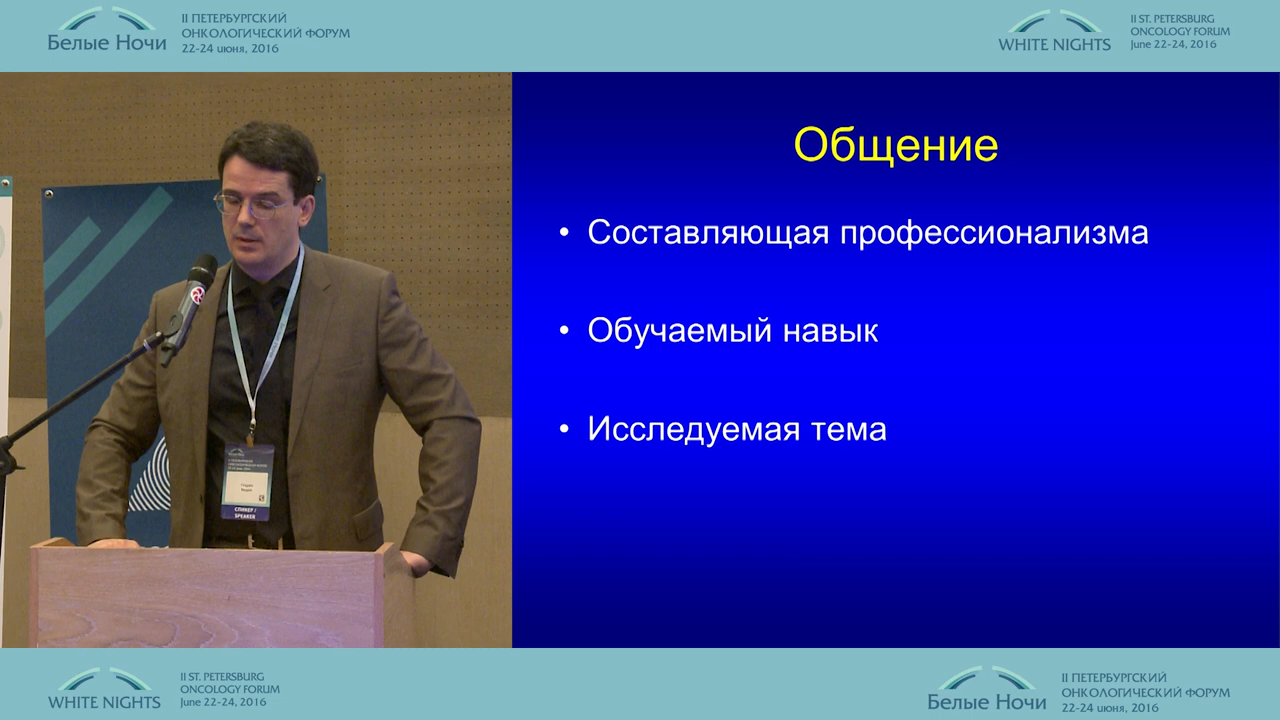 Белые Ночи
II ПЕТЕРБУРГСКИЙ
ОНКОЛОГИЧЕСКИЙ ФОРУМ
22-24 июня, 2016
WHITE NIGHTS
II ST. PETERSBURG
ONCOLOGY FORUM
June 22-24, 2016
Общение
• Составляющая профессионализма
• Обучаемый навык
• Исследуемая тема
СПИКЕР /
SPEAKER
WHITE NIGHTS
II ST. PETERSBURG
ONCOLOGY FORUM
June 22-24, 2016
Белые Ночи
II ПЕТЕРБУРГСКИЙ
ОНКОЛОГИЧЕСКИЙ ФОРУМ
22-24 июня, 2016